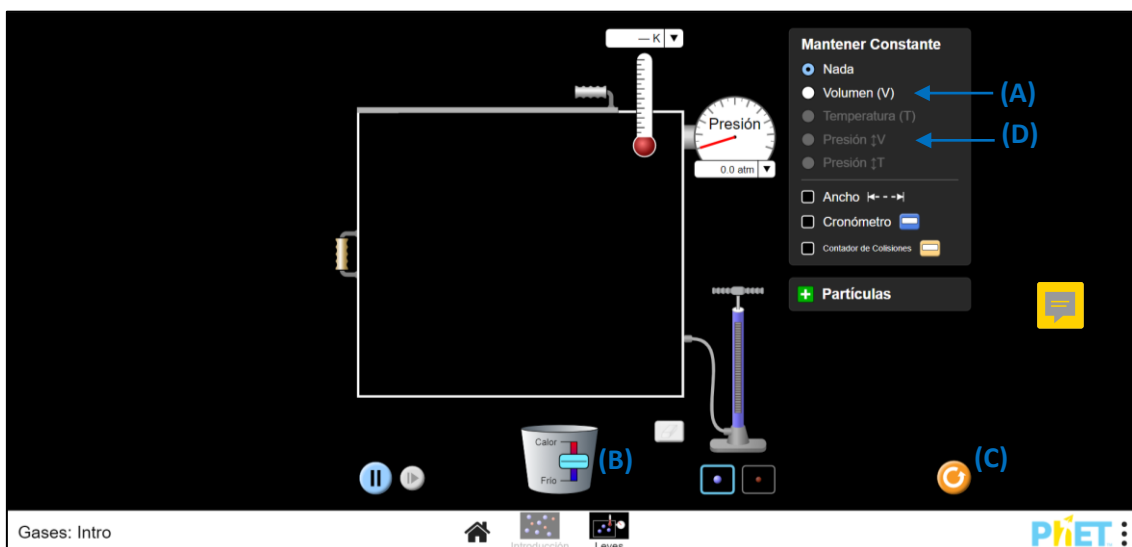 — K
Mantener Constante
Nada
Volumen (V)
(A)
Temperatura (T)
Presión ↕V
(D)
Presión ↕T
Presión
0.0 atm
Ancho
Cronómetro
Contador de Colisiones
Partículas
Calor
Frío
(B)
(C)
Gases: Intro
Introducción
Leyes
PhET